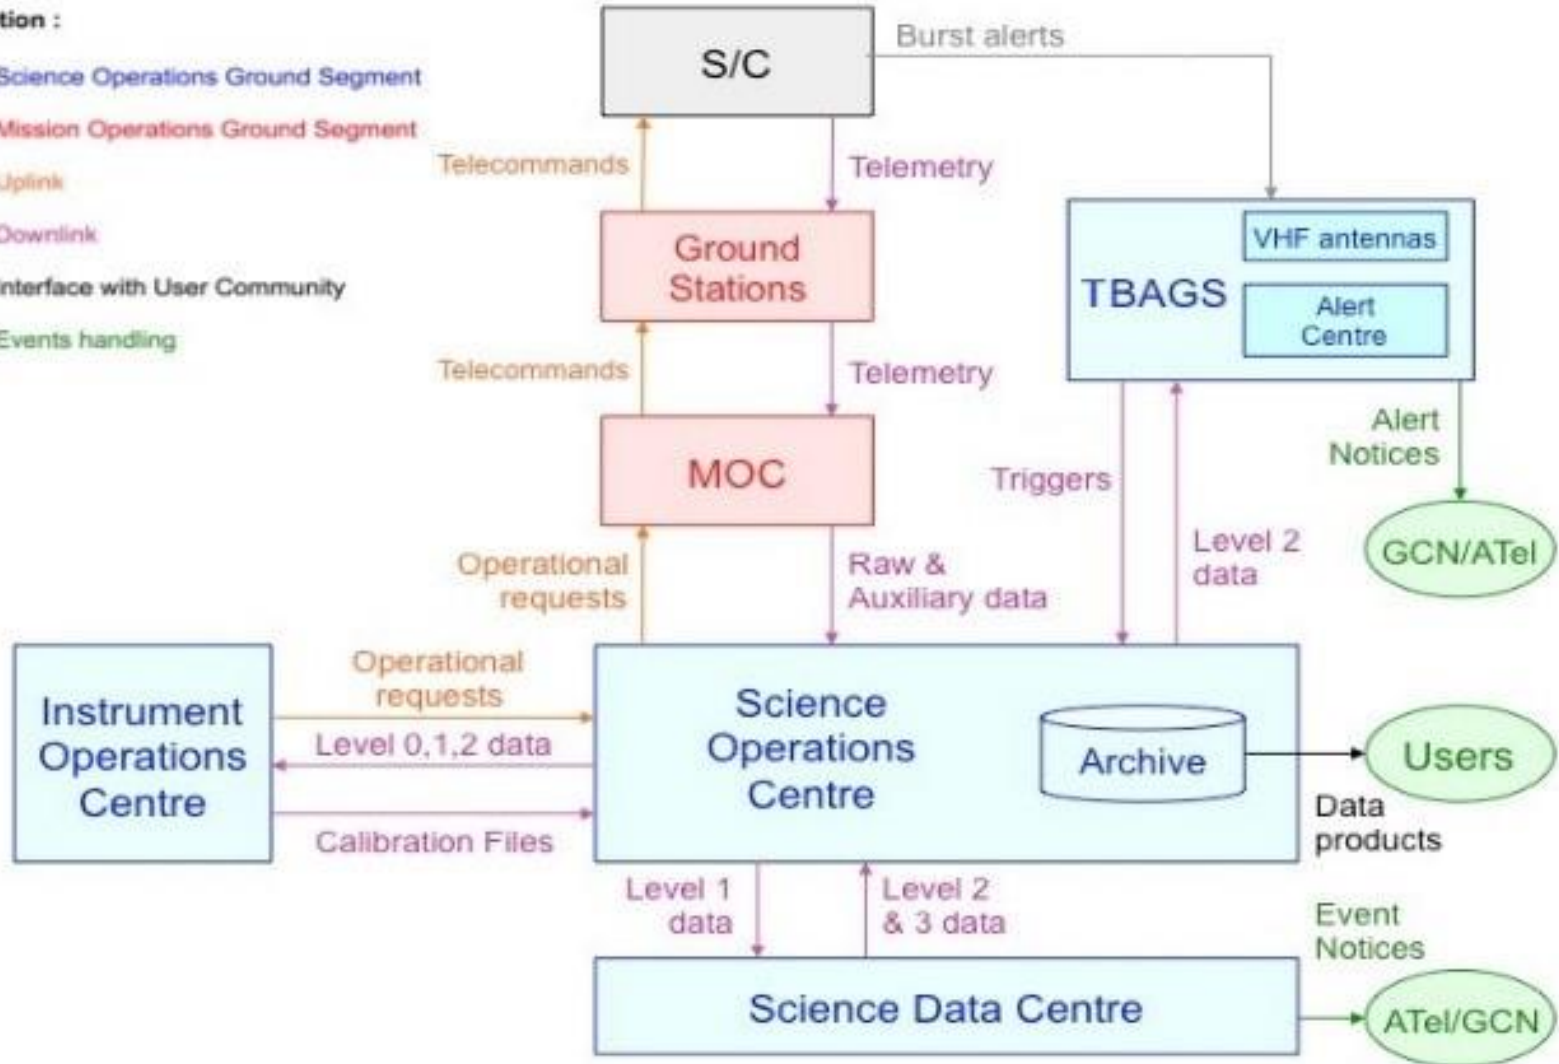 tion :
Science Operations Ground Segment
Mission Operations Ground Segment
Uplink
Downlink
Interface with User Community
Events handling
S/C
Burst alerts
Telecommands
Telemetry
Ground
Stations
VHF antennas
TBAGS
Alert
Centre
Telecommands
Telemetry
MOC
Alert
Notices
Triggers
GCN/ATel
Operational
requests
Raw &
Auxiliary data
Level 2
data
Instrument
Operations
Centre
Operational
requests
Level 0,1,2 data
Calibration Files
Science
Operations
Centre
Archive
Users
Data
products
Level 1
data
Level 2
& 3 data
Event
Notices
Science Data Centre
ATel/GCN